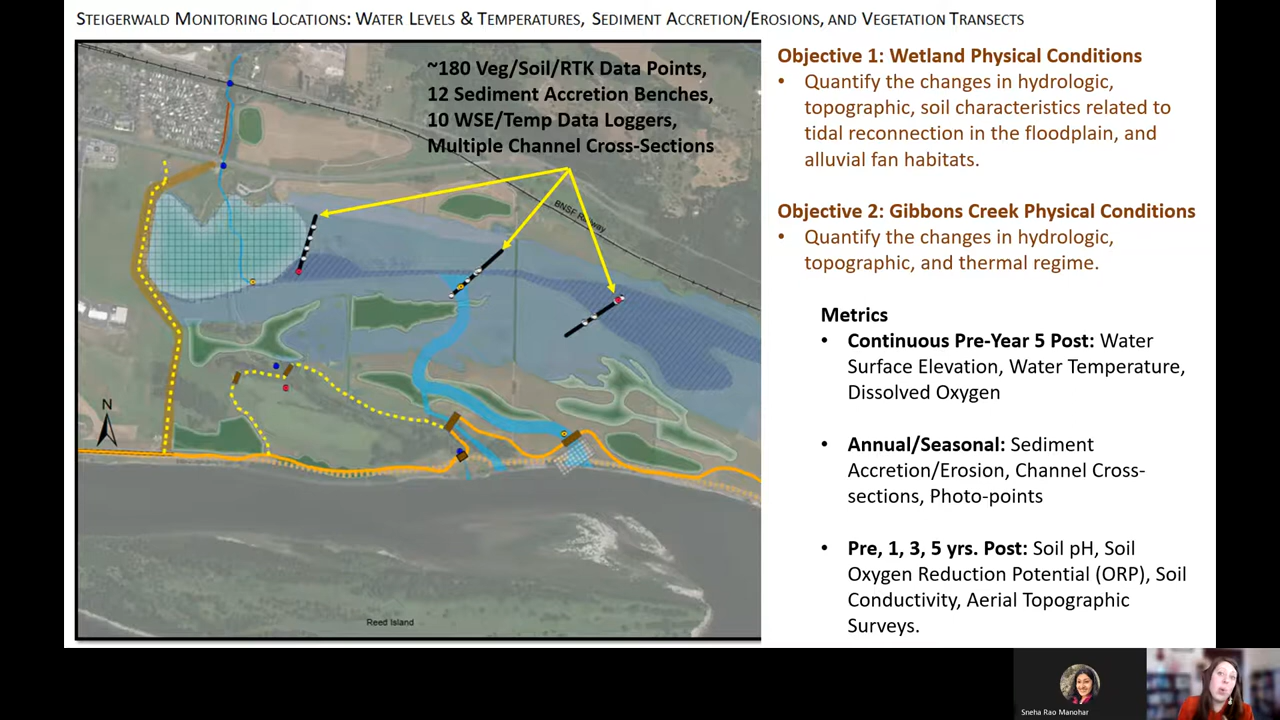 STEIGERWALD MONITORING LOCATIONS: WATER LEVELS & TEMPERATURES, SEDIMENT ACCRETION/EROSIONS, AND VEGETATION TRANSECTS
~180 Veg/Soil/RTK Data Points,
12 Sediment Accretion Benches,
10 WSE/Temp Data Loggers,
Multiple Channel Cross-Sections
BNSF Railway
N
Reed Island
Objective 1: Wetland Physical Conditions
• Quantify the changes in hydrologic,
topographic, soil characteristics related to
tidal reconnection in the floodplain, and
alluvial fan habitats.
Objective 2: Gibbons Creek Physical Conditions
• Quantify the changes in hydrologic,
topographic, and thermal regime.
Metrics
• Continuous Pre-Year 5 Post: Water
Surface Elevation, Water Temperature,
Dissolved Oxygen
• Annual/Seasonal: Sediment
Accretion/Erosion, Channel Cross-
sections, Photo-points
• Pre, 1, 3, 5 yrs. Post: Soil pH, Soil
Oxygen Reduction Potential (ORP), Soil
Conductivity, Aerial Topographic
Surveys.
Sneha Rao Manohar